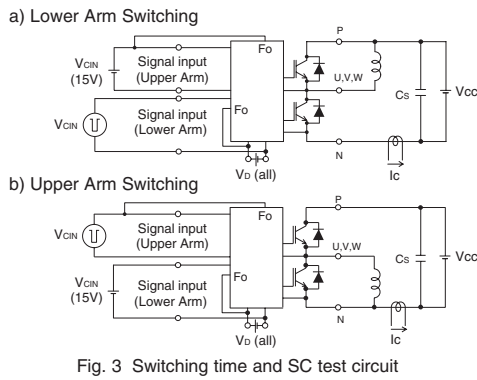 a) Lower Arm Switching
P
Fo
VCIN
(15V)
Signal input
(Upper Arm)
U,V,W
Signal input
(Lower Arm)
Fo
CS
VCC
VCIN
N
VD (all)
IC
b) Upper Arm Switching
P
Fo
VCIN
Signal input
(Upper Arm)
U,V,W
VCIN
(15V)
Signal input
(Lower Arm)
Fo
CS
VCC
N
VD (all)
IC
Fig. 3 Switching time and SC test circuit